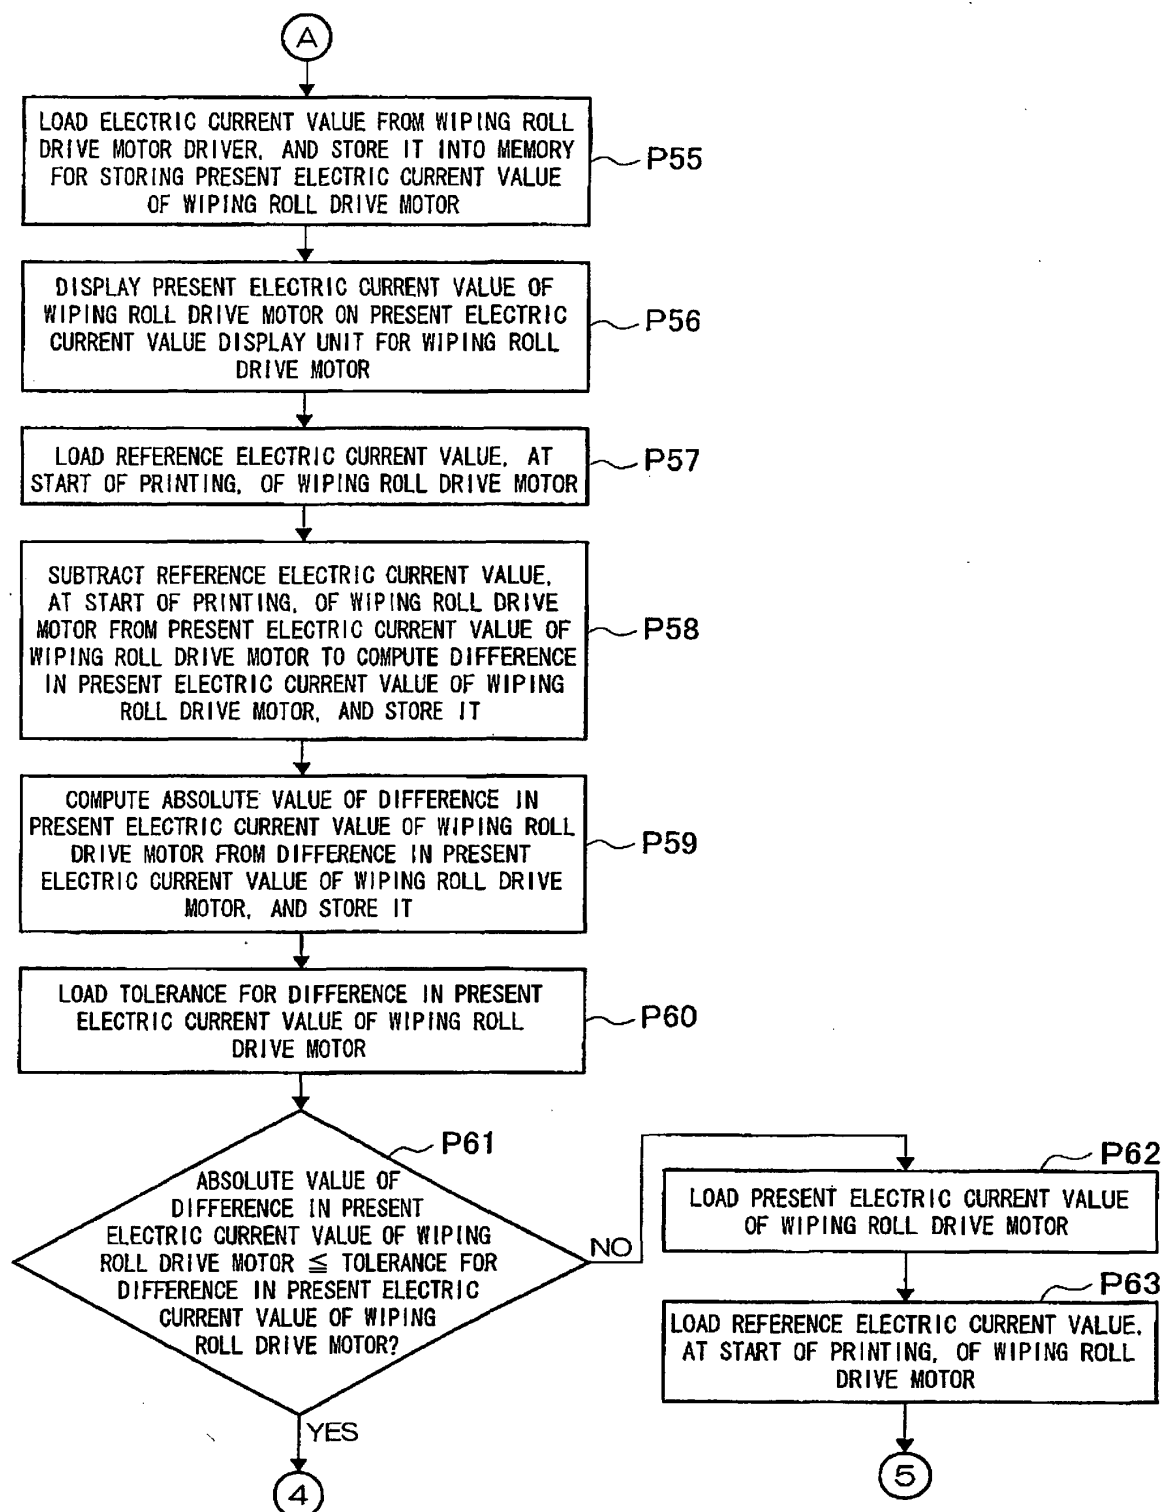 A
LOAD ELECTRIC CURRENT VALUE FROM WIPING ROLL
DRIVE MOTOR DRIVER, AND STORE IT INTO MEMORY
FOR STORING PRESENT ELECTRIC CURRENT VALUE
OF WIPING ROLL DRIVE MOTOR
P55
DISPLAY PRESENT ELECTRIC CURRENT VALUE OF
WIPING ROLL DRIVE MOTOR ON PRESENT ELECTRIC
CURRENT VALUE DISPLAY UNIT FOR WIPING ROLL
DRIVE MOTOR
P56
LOAD REFERENCE ELECTRIC CURRENT VALUE, AT
START OF PRINTING, OF WIPING ROLL DRIVE MOTOR
P57
SUBTRACT REFERENCE ELECTRIC CURRENT VALUE,
AT START OF PRINTING, OF WIPING ROLL DRIVE
MOTOR FROM PRESENT ELECTRIC CURRENT VALUE OF
WIPING ROLL DRIVE MOTOR TO COMPUTE DIFFERENCE
IN PRESENT ELECTRIC CURRENT VALUE OF WIPING
ROLL DRIVE MOTOR, AND STORE IT
P58
COMPUTE ABSOLUTE VALUE OF DIFFERENCE IN
PRESENT ELECTRIC CURRENT VALUE OF WIPING ROLL
DRIVE MOTOR FROM DIFFERENCE IN PRESENT
ELECTRIC CURRENT VALUE OF WIPING ROLL DRIVE
MOTOR, AND STORE IT
P59
LOAD TOLERANCE FOR DIFFERENCE IN PRESENT
ELECTRIC CURRENT VALUE OF WIPING ROLL
DRIVE MOTOR
P60
P61
ABSOLUTE VALUE OF
DIFFERENCE IN PRESENT
ELECTRIC CURRENT VALUE OF WIPING
ROLL DRIVE MOTOR ≦ TOLERANCE FOR
DIFFERENCE IN PRESENT ELECTRIC
CURRENT VALUE OF WIPING
ROLL DRIVE MOTOR?
NO
YES
4
P62
LOAD PRESENT ELECTRIC CURRENT VALUE
OF WIPING ROLL DRIVE MOTOR
P63
LOAD REFERENCE ELECTRIC CURRENT VALUE,
AT START OF PRINTING, OF WIPING ROLL
DRIVE MOTOR
5